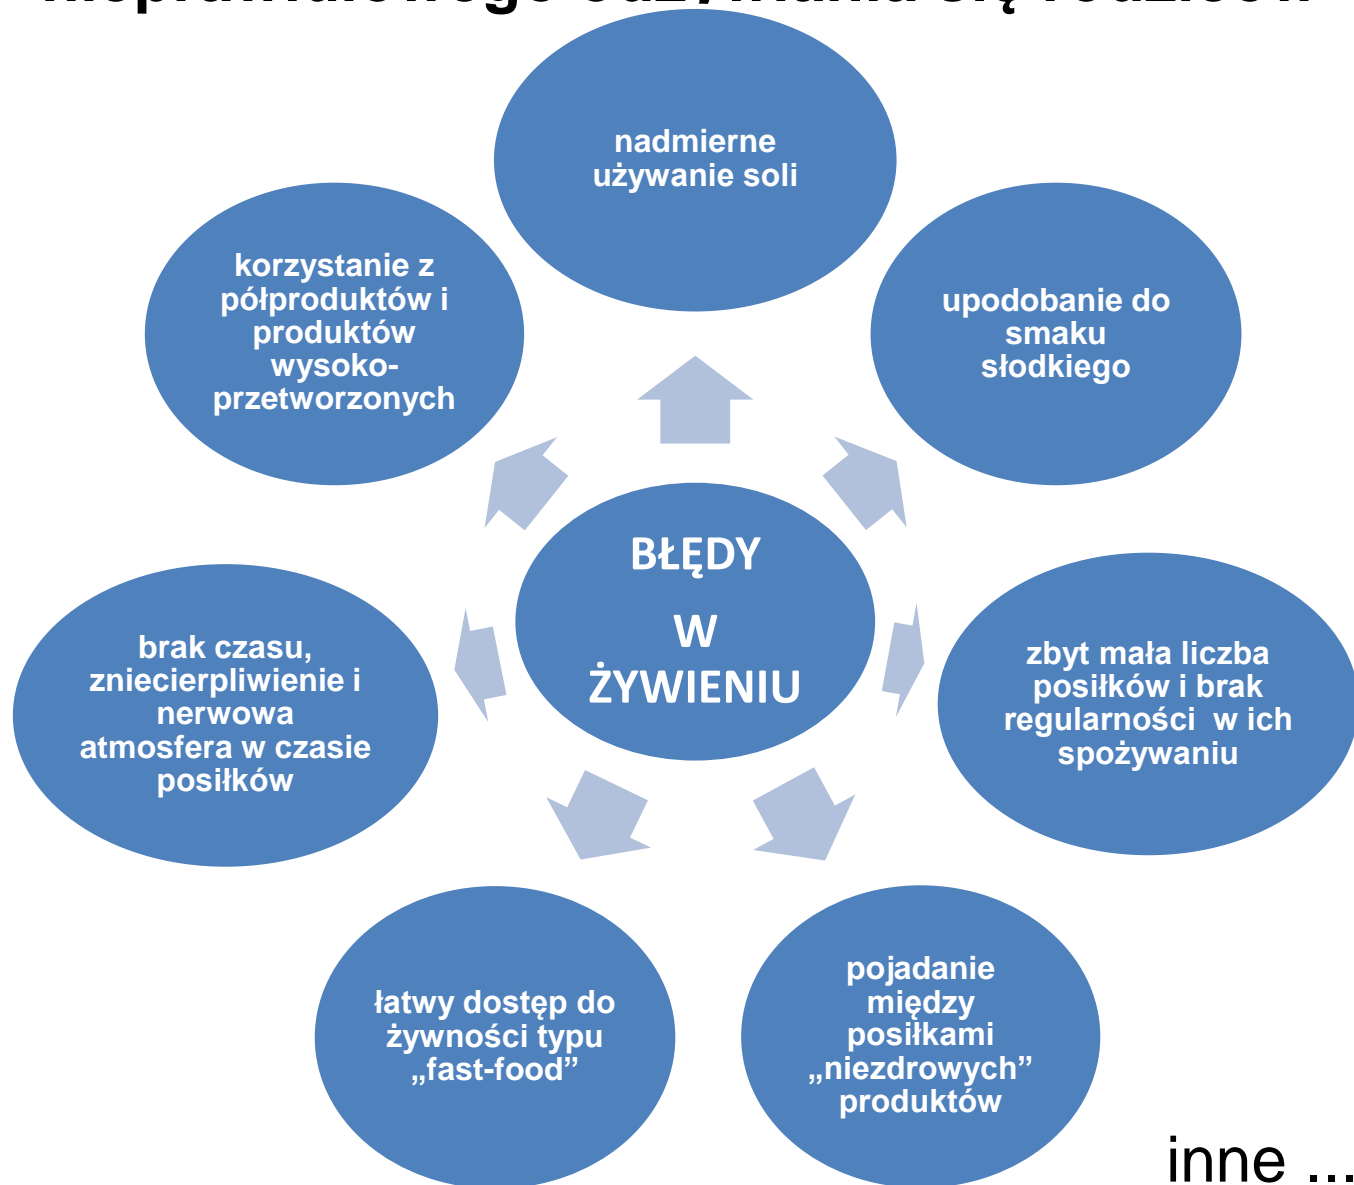 nadmierne
używanie soli
upodobanie do
smaku
słodkiego
zbyt mała liczba
posiłków i brak
regularności w ich
spożywaniu
pojadanie
między
posiłkami
„niezdrowych”
produktów
łatwy dostęp do
żywności typu
„fast-food”
brak czasu,
zniecierpliwienie i
nerwowa
atmosfera w czasie
posiłków
korzystanie z
półproduktów i
produktów
wysoko-
przetworzonych
BŁĘDY
W
ŻYWIENIU
inne ...